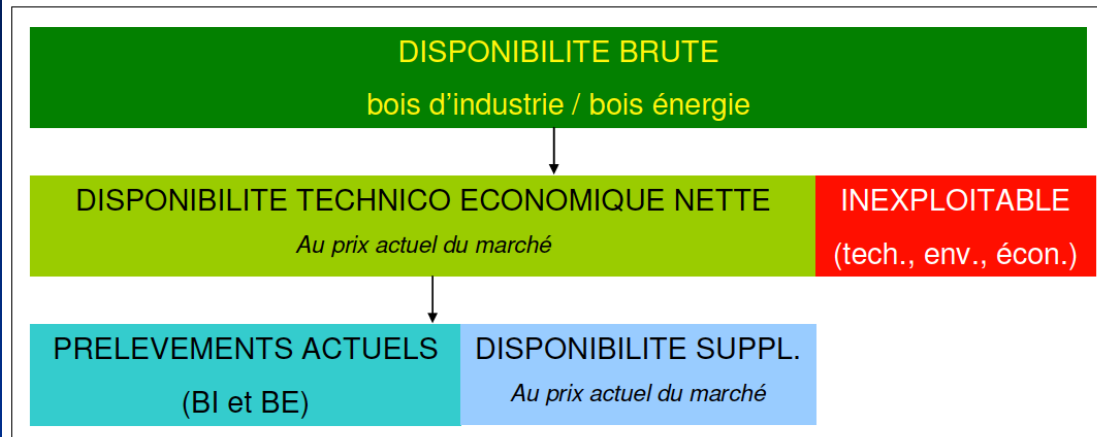 DISPONIBILITE BRUTE
bois d'industrie / bois énergie
DISPONIBILITE TECHNICO ECONOMIQUE NETTE
Au prix actuel du marché
INEXPLOITABLE
(tech., env., écon.)
PRELEVEMENTS ACTUELS
(BI et BE)
DISPONIBILITE SUPPL.
Au prix actuel du marché